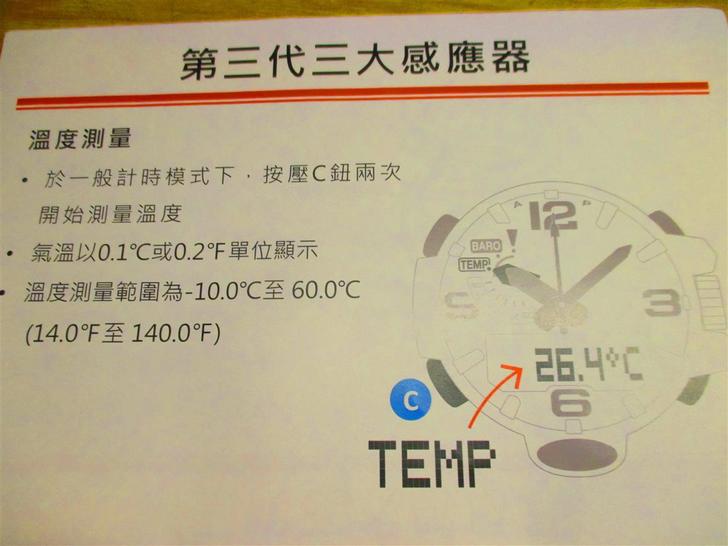 第三代三大感應器
溫度測量
• 於一般計時模式下，按壓C鈕兩次
開始測量溫度
• 氣溫以0.1°C或0.2°F單位顯示
• 溫度測量範圍為-10.0°C至 60.0°C
(14.0°F至 140.0°F)
A 12 P
BARO
TEMP
3
26.4°C
C
6
TEMP